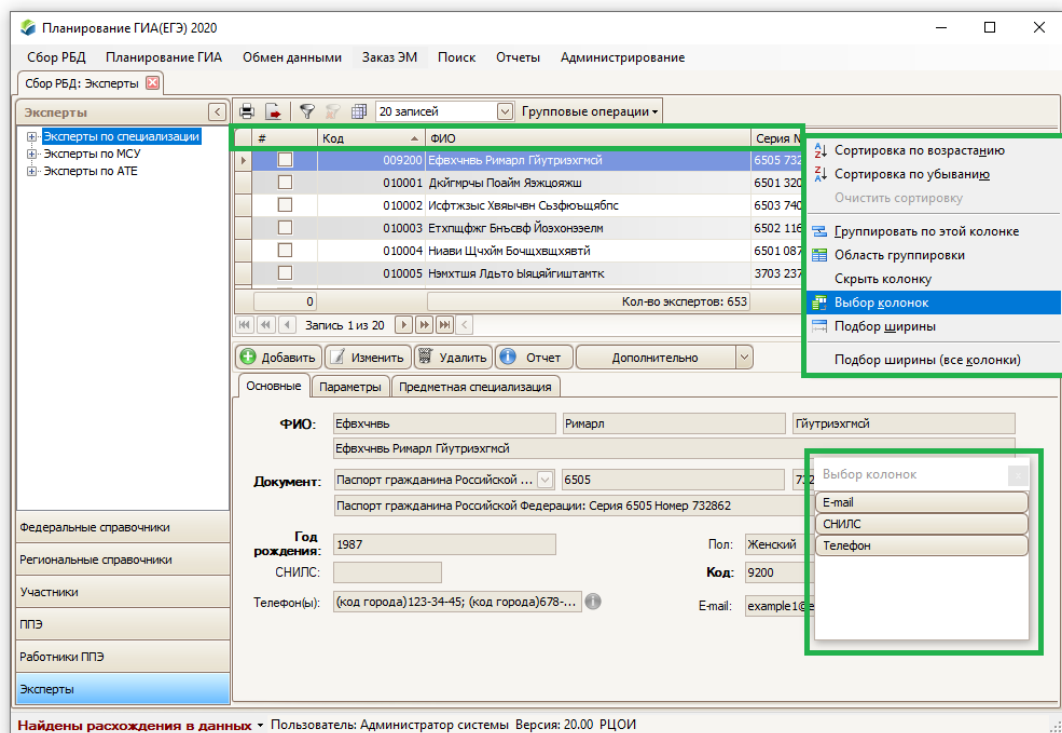 Планирование ГИА(ЕГЭ) 2020
Сбор РБД Планирование ГИА Обмен данными Заказ ЭМ Поиск Отчеты Администрирование
Сбор РБД: Эксперты
Эксперты
20 записей Групповые операции
Эксперты по специализации
Эксперты по МСУ
Эксперты по АТЕ
# Код ФИО Серия N
009200 Ефвхчнвь Римарл Гйутриэхгмсй 6505 732
010001 Дкйгмрчы Поайм Яэжцояжш 6501 320
010002 Исфтжзыс Хвяычвн Сьзфюъщябпс 6503 740
010003 Етхпщфжг Бнъсвф Йоэхонээелм 6502 116
010004 Ниави Щчхйм Бочщхвщхявтй 6501 087
010005 Нэмхтшя Лдьто Ыяцяйгиштамтк 3703 237
0 Кол-во экспертов: 653
Запись 1 из 20
Сортировка по возрастанию
Сортировка по убыванию
Очистить сортировку
Группировать по этой колонке
Область группировки
Скрыть колонку
Выбор колонок
Подбор ширины
Подбор ширины (все колонки)
Добавить Изменить Удалить Отчет Дополнительно
Основные Параметры Предметная специализация
ФИО: Ефвхчнвь Римарл Гйутриэхгмсй
Ефвхчнвь Римарл Гйутриэхгмсй
Документ: Паспорт гражданина Российской ... 6505 732
Паспорт гражданина Российской Федерации: Серия 6505 Номер 732862
Год
рождения: 1987 Пол: Женский
СНИЛС: Код: 9200
Телефон(ы): (код города)123-34-45; (код города)678-... E-mail: example1@e
Выбор колонок
E-mail
СНИЛС
Телефон
Федеральные справочники
Региональные справочники
Участники
ППЭ
Работники ППЭ
Эксперты
Найдены расхождения в данных Пользователь: Администратор системы Версия: 20.00 РЦОИ